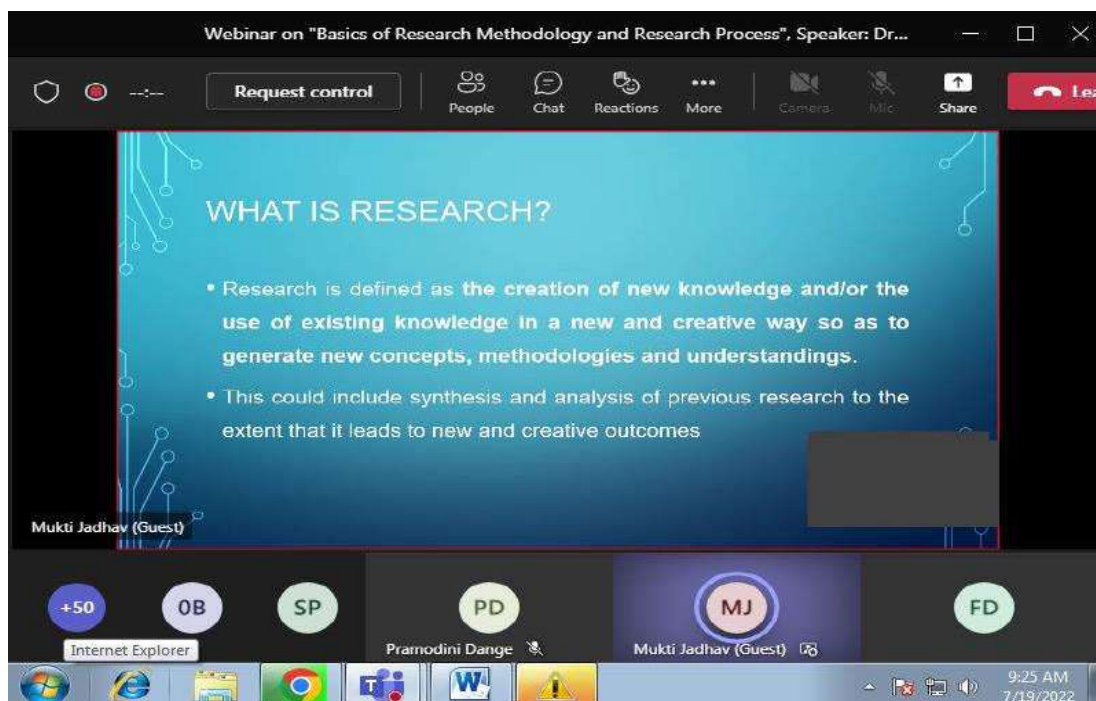 Webinar on "Basics of Research Methodology and Research Process", Speaker: Dr...
--:--
Request control
People
Chat
Reactions
More
Camera
Mic
Share
Lea
WHAT IS RESEARCH?
• Research is defined as the creation of new knowledge and/or the
use of existing knowledge in a new and creative way so as to
generate new concepts, methodologies and understandings.
• This could include synthesis and analysis of previous research to the
extent that it leads to new and creative outcomes
Mukti Jadhav (Guest)
+50
0B
SP
PD
MJ
FD
Internet Explorer
Pramodini Dange
Mukti Jadhav (Guest)
T
W
9:25 AM
7/19/2022